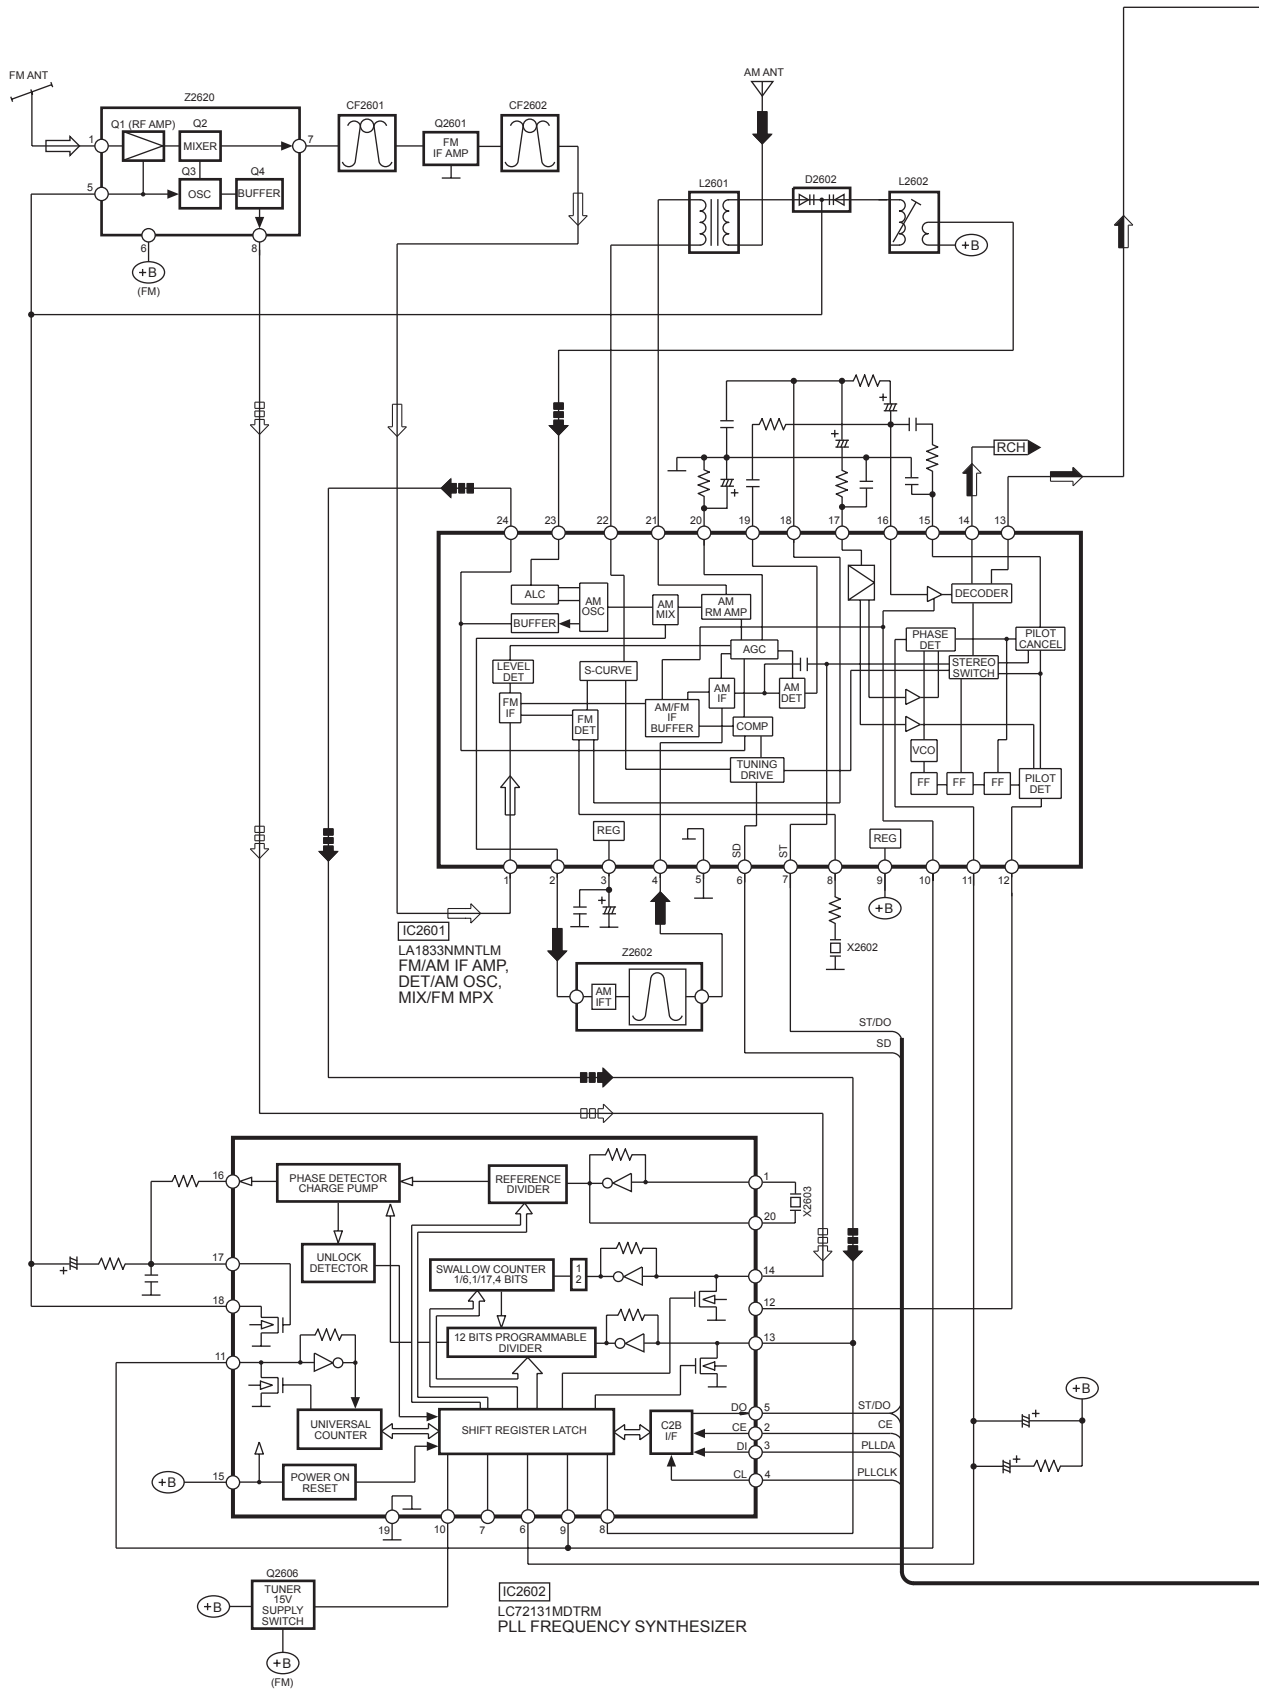 FM ANT
AM ANT
Z2620
CF2601
CF2602
Q1 (RF AMP)
Q2
Q2601
1
MIXER
7
FM
IF AMP
Q3
Q4
5
OSC
BUFFER
L2601
D2602
L2602
6
8
+B
(FM)
+B
+
+
+
RCH
24
23
22
21
20
19
18
17
16
15
14
13
ALC
AM
OSC
AM
MIX
AM
RM AMP
DECODER
BUFFER
PHASE
DET
PILOT
CANCEL
AGC
LEVEL
DET
S-CURVE
STEREO
SWITCH
AM
IF
AM
DET
FM
IF
AM/FM
IF
BUFFER
FM
DET
COMP
VCO
TUNING
DRIVE
FF
FF
FF
PILOT
DET
REG
SD
ST
REG
1
2
3
4
5
6
7
8
9
10
11
12
+
+B
IC2601
LA1833NMNTLM
FM/AM IF AMP,
DET/AM OSC,
MIX/FM MPX
Z2602
X2602
AM
IFT
ST/DO
SD
16
PHASE DETECTOR
CHARGE PUMP
REFERENCE
DIVIDER
1
X2603
20
17
UNLOCK
DETECTOR
SWALLOW COUNTER
1/6,1/17,4 BITS
1
2
14
+
18
12
12 BITS PROGRAMMABLE
DIVIDER
13
11
+B
UNIVERSAL
COUNTER
SHIFT REGISTER LATCH
C2B
I/F
DO
5
ST/DO
CE
2
CE
DI
3
PLLDA
CL
4
PLLCLK
+
+
+B
15
POWER ON
RESET
19
10
7
6
9
8
Q2606
+B
TUNER
15V
SUPPLY
SWITCH
+B
(FM)
IC2602
LC72131MDTRM
PLL FREQUENCY SYNTHESIZER